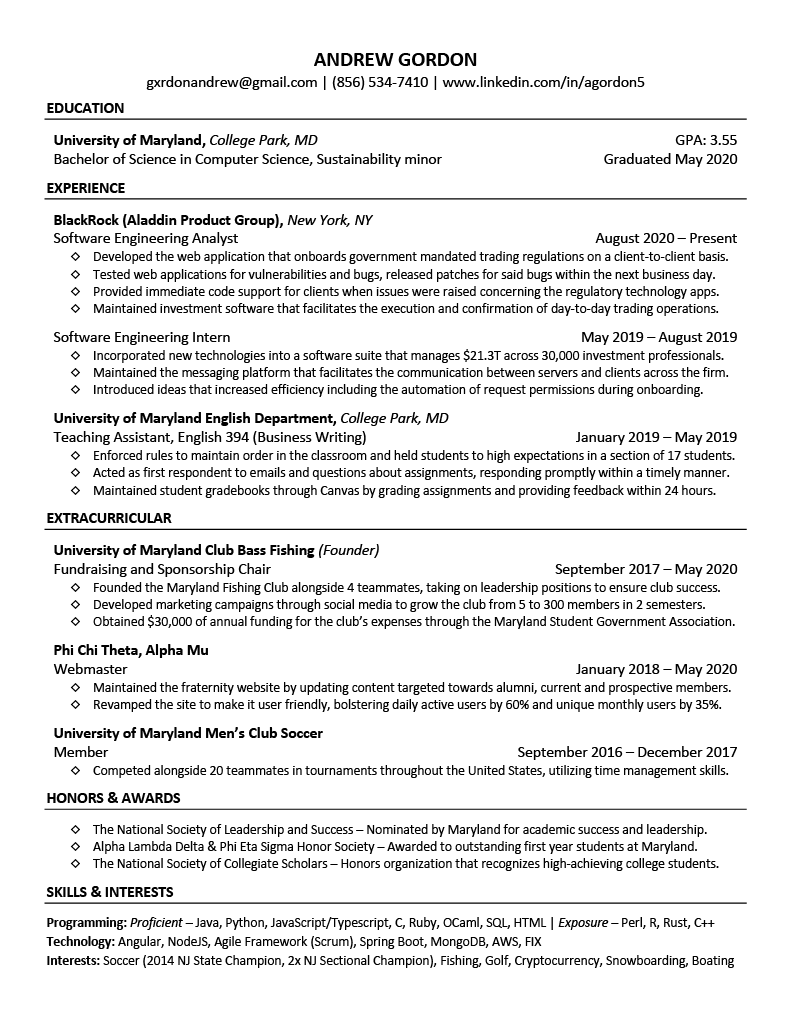 ANDREW GORDON
gxrdonandrew@gmail.com | (856) 534-7410 | www.linkedin.com/in/agordon5
EDUCATION
University of Maryland, College Park, MD GPA: 3.55
Bachelor of Science in Computer Science, Sustainability minor Graduated May 2020
EXPERIENCE
BlackRock (Aladdin Product Group), New York, NY
Software Engineering Analyst August 2020 – Present
◇ Developed the web application that onboards government mandated trading regulations on a client-to-client basis.
◇ Tested web applications for vulnerabilities and bugs, released patches for said bugs within the next business day.
◇ Provided immediate code support for clients when issues were raised concerning the regulatory technology apps.
◇ Maintained investment software that facilitates the execution and confirmation of day-to-day trading operations.
Software Engineering Intern May 2019 – August 2019
◇ Incorporated new technologies into a software suite that manages $21.3T across 30,000 investment professionals.
◇ Maintained the messaging platform that facilitates the communication between servers and clients across the firm.
◇ Introduced ideas that increased efficiency including the automation of request permissions during onboarding.
University of Maryland English Department, College Park, MD
Teaching Assistant, English 394 (Business Writing) January 2019 – May 2019
◇ Enforced rules to maintain order in the classroom and held students to high expectations in a section of 17 students.
◇ Acted as first respondent to emails and questions about assignments, responding promptly within a timely manner.
◇ Maintained student gradebooks through Canvas by grading assignments and providing feedback within 24 hours.
EXTRACURRICULAR
University of Maryland Club Bass Fishing (Founder)
Fundraising and Sponsorship Chair September 2017 – May 2020
◇ Founded the Maryland Fishing Club alongside 4 teammates, taking on leadership positions to ensure club success.
◇ Developed marketing campaigns through social media to grow the club from 5 to 300 members in 2 semesters.
◇ Obtained $30,000 of annual funding for the club's expenses through the Maryland Student Government Association.
Phi Chi Theta, Alpha Mu
Webmaster January 2018 – May 2020
◇ Maintained the fraternity website by updating content targeted towards alumni, current and prospective members.
◇ Revamped the site to make it user friendly, bolstering daily active users by 60% and unique monthly users by 35%.
University of Maryland Men's Club Soccer
Member September 2016 – December 2017
◇ Competed alongside 20 teammates in tournaments throughout the United States, utilizing time management skills.
HONORS & AWARDS
◇ The National Society of Leadership and Success – Nominated by Maryland for academic success and leadership.
◇ Alpha Lambda Delta & Phi Eta Sigma Honor Society – Awarded to outstanding first year students at Maryland.
◇ The National Society of Collegiate Scholars – Honors organization that recognizes high-achieving college students.
SKILLS & INTERESTS
Programming: Proficient – Java, Python, JavaScript/Typescript, C, Ruby, OCaml, SQL, HTML | Exposure – Perl, R, Rust, C++
Technology: Angular, NodeJS, Agile Framework (Scrum), Spring Boot, MongoDB, AWS, FIX
Interests: Soccer (2014 NJ State Champion, 2x NJ Sectional Champion), Fishing, Golf, Cryptocurrency, Snowboarding, Boating